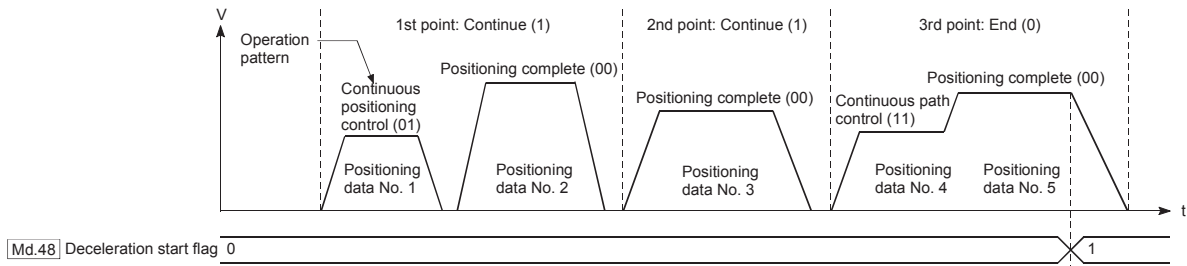 V
1st point: Continue (1)
2nd point: Continue (1)
3rd point: End (0)
Operation
pattern
Positioning complete (00)
Continuous
positioning
control (01)
Positioning complete (00)
Positioning complete (00)
Continuous path
control (11)
Positioning
data No. 1
Positioning
data No. 2
Positioning
data No. 3
Positioning
data No. 4
Positioning
data No. 5
t
Md.48 Deceleration start flag 0
1